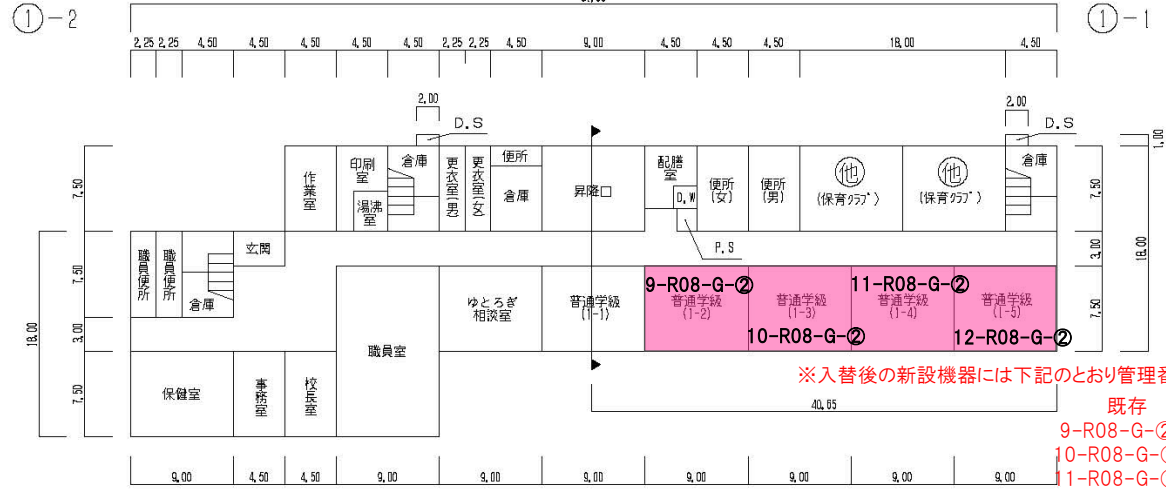 ①-2
①-1
2.25 2.25 4.50 4.50 4.50 4.50 4.50 2.25 2.25 4.50 9.00 4.50 4.50 4.50 18.00 4.50
2.00
D.S
2.00
D.S
1.00
7.50
作業室
印刷室
湯沸室
倉庫
更衣室(男)
更衣室(女)
便所
倉庫
昇降口
配膳室
D.W
便所(女)
便所(男)
他
(保育クラブ)
他
(保育クラブ)
倉庫
7.50
P.S
3.00
18.00
職員便所
職員便所
倉庫
玄関
7.50
3.00
18.00
職員室
ゆとろぎ相談室
普通学級
(1-1)
9-R08-G-②
普通学級
(1-2)
普通学級
(1-3)
10-R08-G-②
11-R08-G-②
普通学級
(1-4)
普通学級
(1-5)
12-R08-G-②
7.50
7.50
保健室
事務室
校長室
※入替後の新設機器には下記のとおり管理
40.65
既存
9-R08-G-②
10-R08-G-
11-R08-G-
9.00 4.50 4.50 9.00 9.00 9.00 9.00 9.00 9.00 9.00